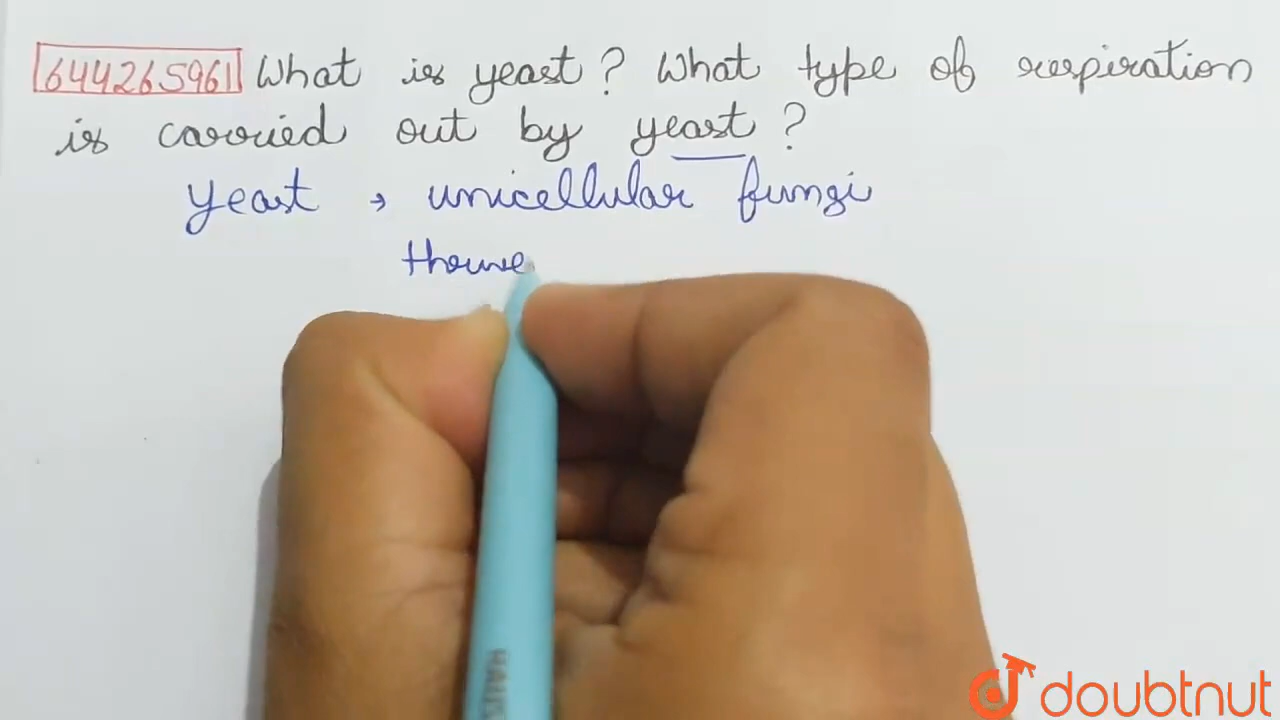 644265961 What is yeast? What type of respiration
is carried out by yeast?
Yeast → unicellular fungi
doubtnut